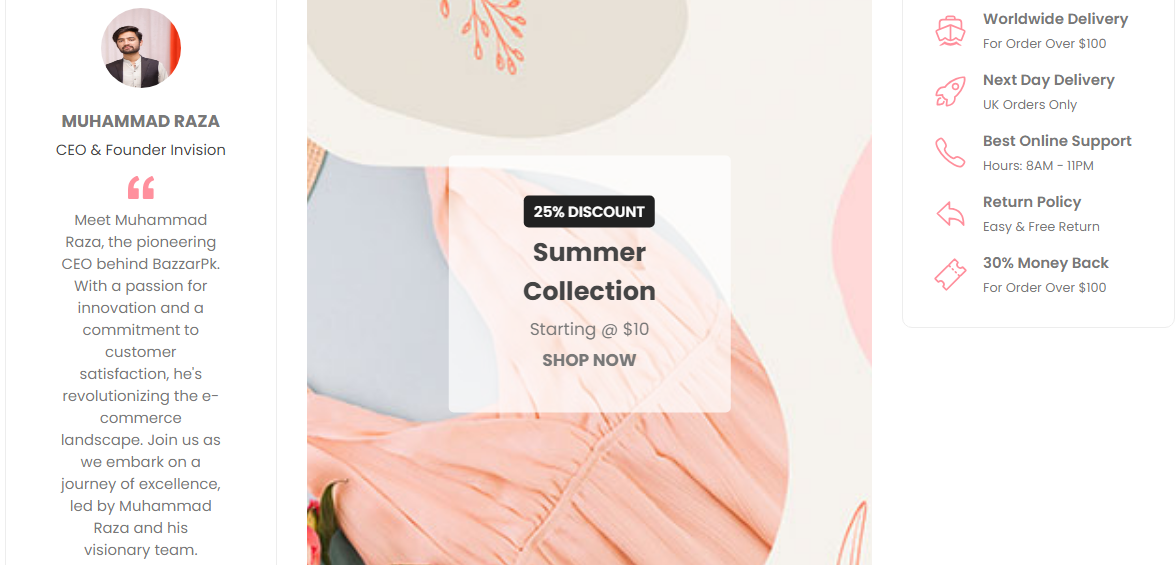 MUHAMMAD RAZA
CEO & Founder Invision
Meet Muhammad
Raza, the pioneering
CEO behind BazzarPk.
With a passion for
innovation and a
commitment to
customer
satisfaction, he's
revolutionizing the e-
commerce
landscape. Join us as
we embark on a
journey of excellence,
led by Muhammad
Raza and his
visionary team.
25% DISCOUNT
Summer
Collection
Starting @ $10
SHOP NOW
Worldwide Delivery
For Order Over $100
Next Day Delivery
UK Orders Only
Best Online Support
Hours: 8AM - 11PM
Return Policy
Easy & Free Return
30% Money Back
For Order Over $100